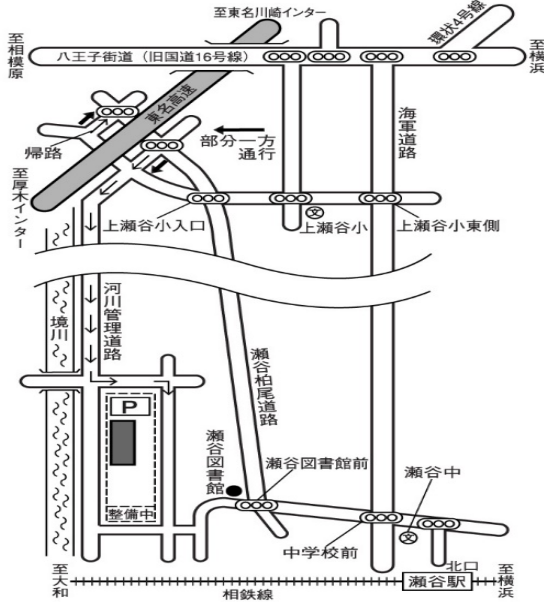 至東名川崎インター
環状4号線
至相模原
八王子街道（旧国道16号線）
至横浜
東名高速
帰路
部分一方
通行
海軍道路
至厚木インター
上瀬谷小入口
文
上瀬谷小
上瀬谷小東側
境川
河川管理道路
瀬谷柏尾道路
P
整備中
瀬谷図書館
瀬谷図書館前
瀬谷中
文
中学校前
北口
至大和
相鉄線
瀬谷駅
至横浜